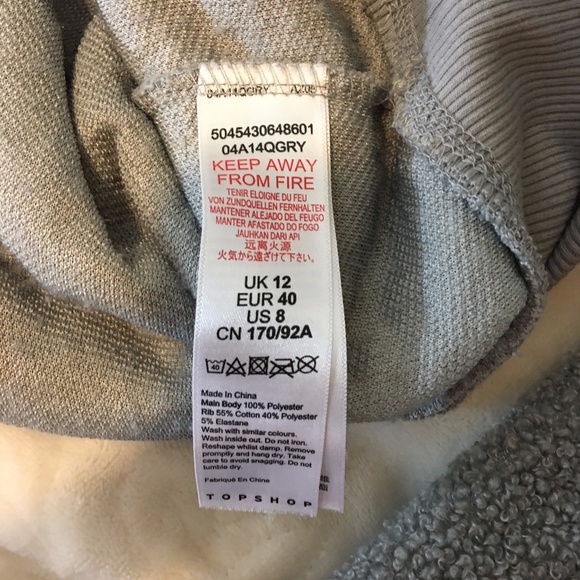 04A14QGRY
5045430648601
04A14QGRY
KEEP AWAY
FROM FIRE
TENIR ELOIGNE DU FEU
VON ZUNDQUELLEN FERNHALTEN
MANTENER ALEJADO DEL FEUGO
MANTER AFASTADO DO FOGO
JAUHKAN DARI API
远离火源
火気から遠ざけて下さい。
UK 12
EUR 40
US 8
CN 170/92A
40
Made In China
Main Body 100% Polyester
Rib 55% Cotton 40% Polyester
5% Elastane
Wash with similar colours.
Wash inside out. Do not iron.
Reshape whilst damp. Remove
promptly and hang dry. Take
care to avoid snagging. Do not
tumble dry.
Fabriqué En Chine
TOPSHOP